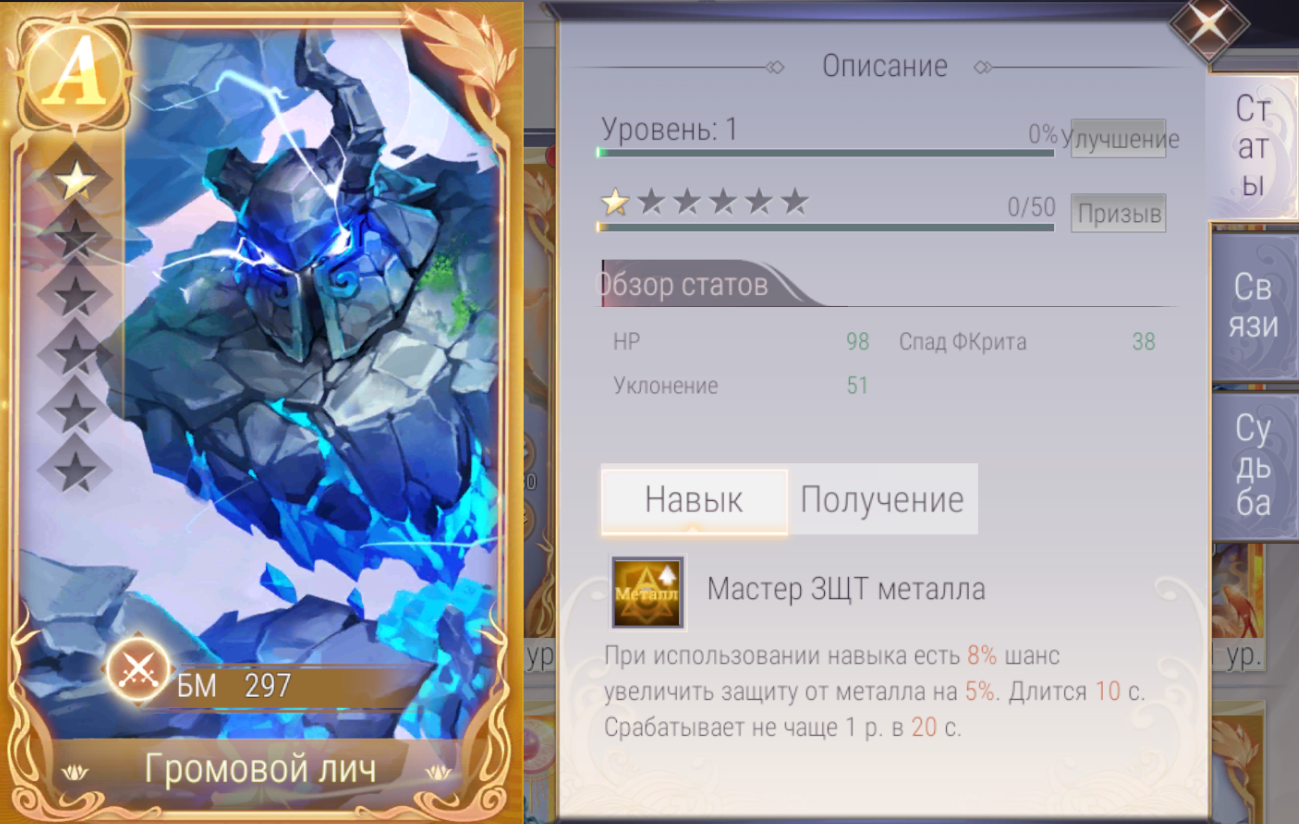 A
БМ 297
Громовой лич
Описание
Уровень: 1
0%
Улучшение
0/50
Призыв
Обзор статов
HP 98 Спад ФКрита 38
Уклонение 51
Навык Получение
Металл
Мастер ЗЩТ металла
При использовании навыка есть 8% шанс
увеличить защиту от металла на 5%. Длится 10 с.
Срабатывает не чаще 1 р. в 20 с.
Ст
ат
ы
Св
язи
Су
дь
ба
ур
ур.